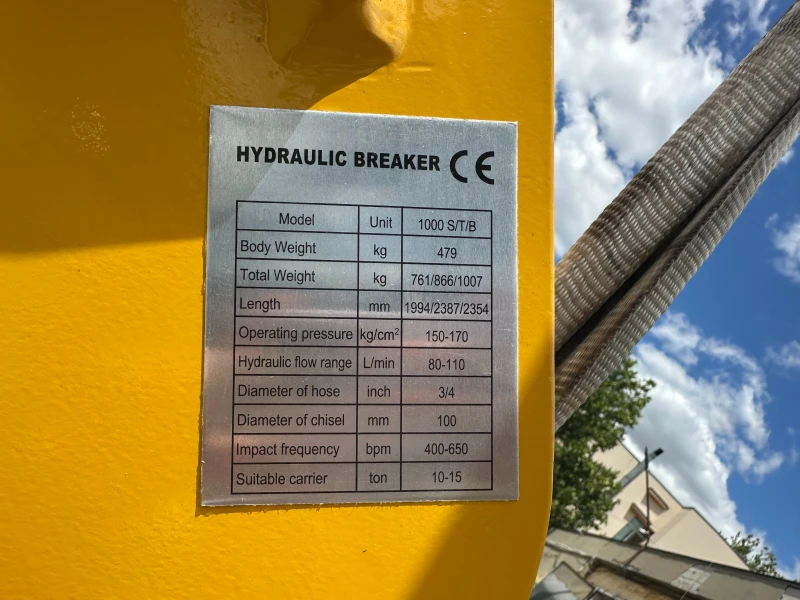 HYDRAULIC BREAKER CE
Model Unit 1000 S/T/B
Body Weight kg 479
Total Weight kg 761/866/1007
Length mm 1994/2387/2354
Operating pressure kg/cm² 150-170
Hydraulic flow range L/min 80-110
Diameter of hose inch 3/4
Diameter of chisel mm 100
Impact frequency bpm 400-650
Suitable carrier ton 10-15